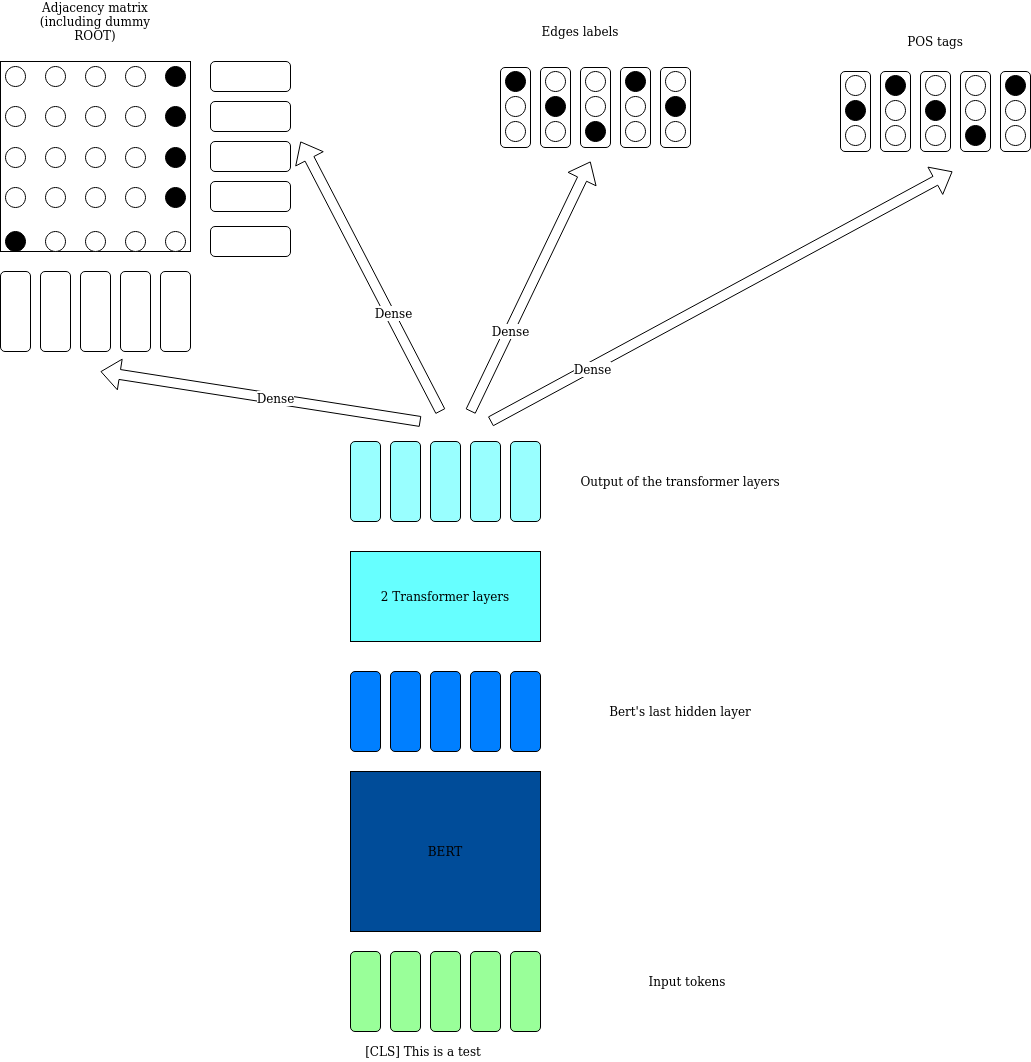 Adjacency matrix
(including dummy
ROOT)
Edges labels
POS tags
Dense
Dense
Dense
Dense
Output of the transformer layers
2 Transformer layers
Bert's last hidden layer
BERT
Input tokens
[CLS] This is a test